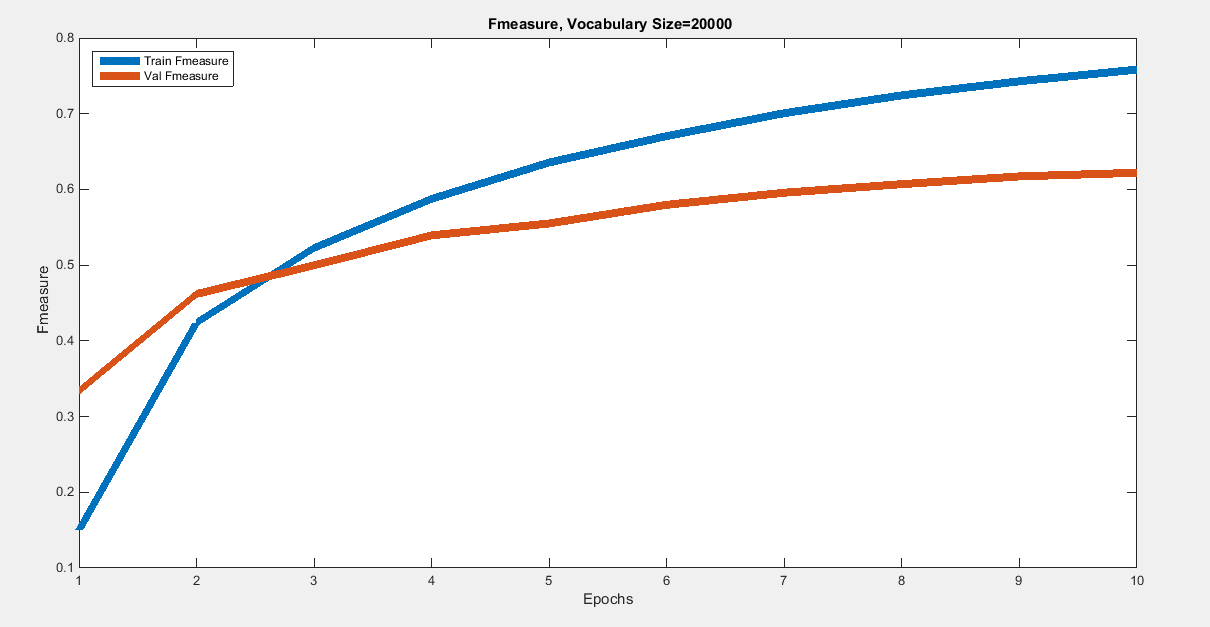 Fmeasure, Vocabulary Size=20000
Train Fmeasure
Val Fmeasure
Fmeasure
0.8
0.7
0.6
0.5
0.4
0.3
0.2
0.1
1 2 3 4 5 6 7 8 9 10
Epochs